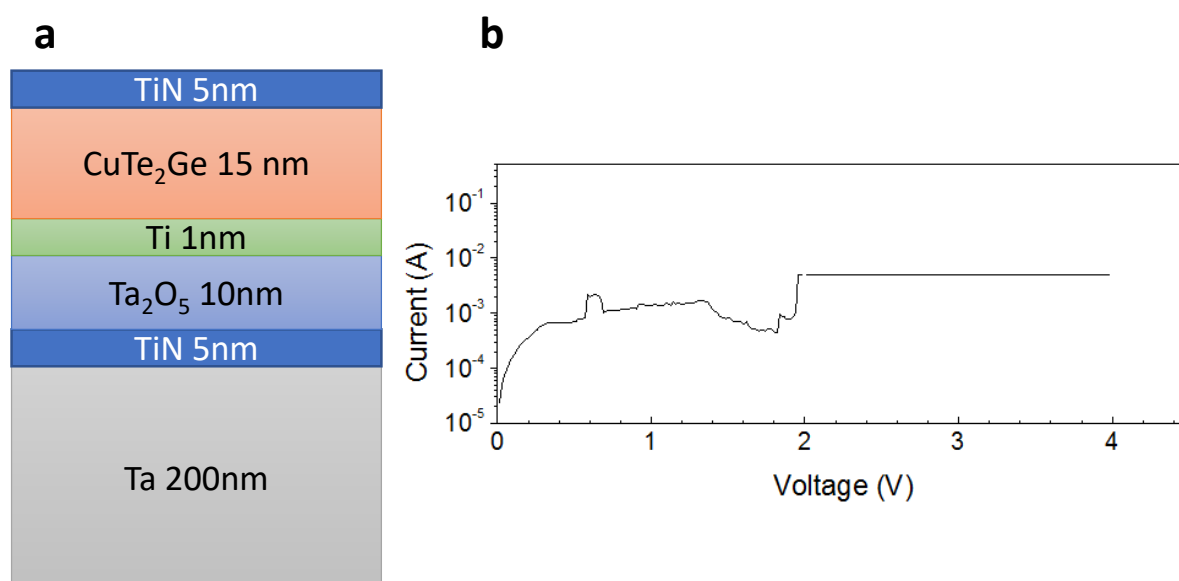 a
TiN 5nm
CuTe₂Ge 15 nm
Ti 1nm
Ta₂O₅ 10nm
TiN 5nm
Ta 200nm
b
10⁻¹
10⁻²
10⁻³
10⁻⁴
10⁻⁵
Current (A)
0 1 2 3 4
Voltage (V)